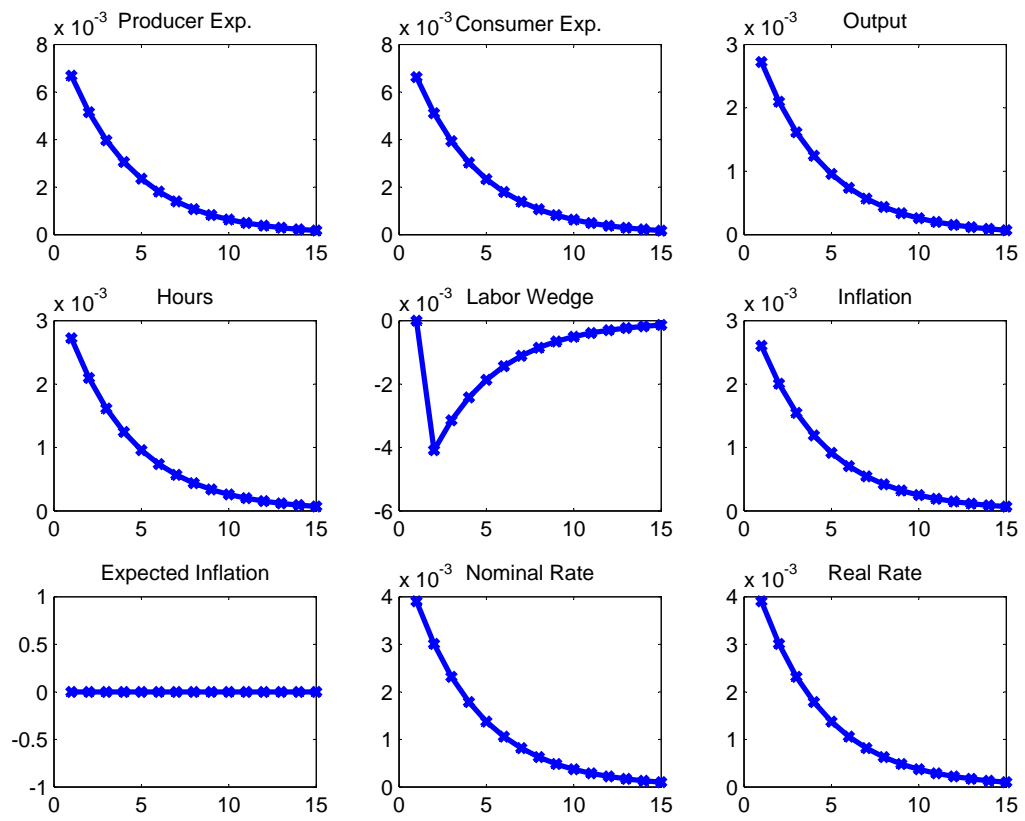 x 10-3 Producer Exp.
8
6
4
2
0
0 5 10 15
x 10-3 Consumer Exp.
8
6
4
2
0
0 5 10 15
x 10-3 Output
3
2
1
0
0 5 10 15
x 10-3 Hours
3
2
1
0
0 5 10 15
x 10-3 Labor Wedge
0
-2
-4
-6
0 5 10 15
x 10-3 Inflation
3
2
1
0
0 5 10 15
Expected Inflation
1
0.5
0
-0.5
-1
0 5 10 15
x 10-3 Nominal Rate
4
3
2
1
0
0 5 10 15
x 10-3 Real Rate
4
3
2
1
0
0 5 10 15